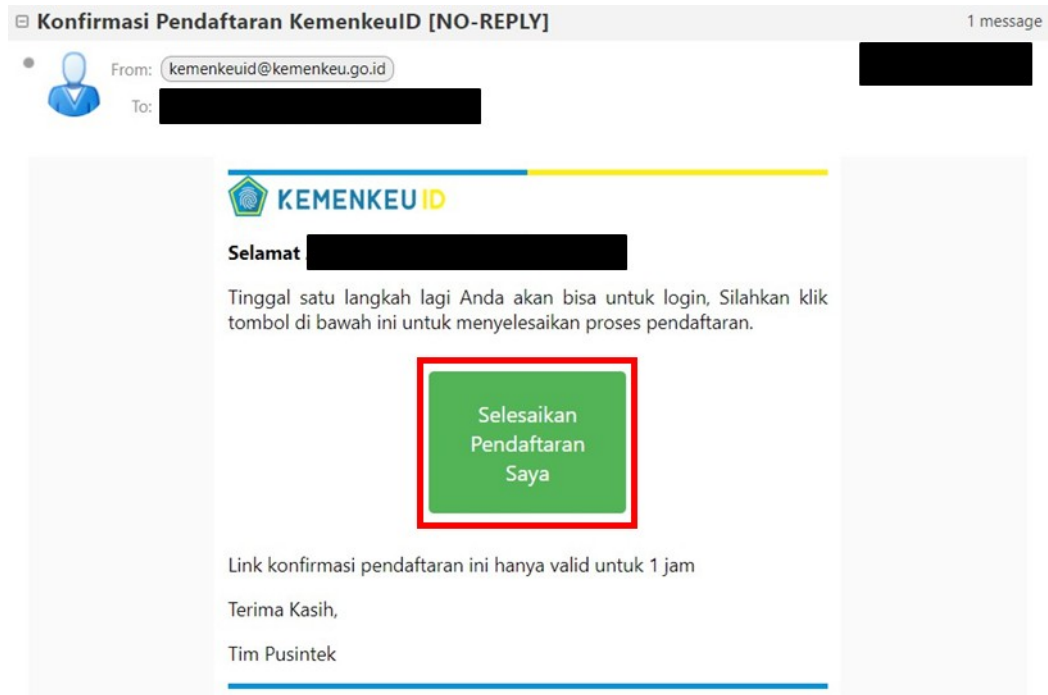 Konfirmasi Pendaftaran KemenkeuID [NO-REPLY]
1 message
From: kemenkeuid@kemenkeu.go.id
To:
KEMENKEU ID
Selamat
Tinggal satu langkah lagi Anda akan bisa untuk login, Silahkan klik
tombol di bawah ini untuk menyelesaikan proses pendaftaran.
Selesaikan
Pendaftaran
Saya
Link konfirmasi pendaftaran ini hanya valid untuk 1 jam
Terima Kasih,
Tim Pusintek